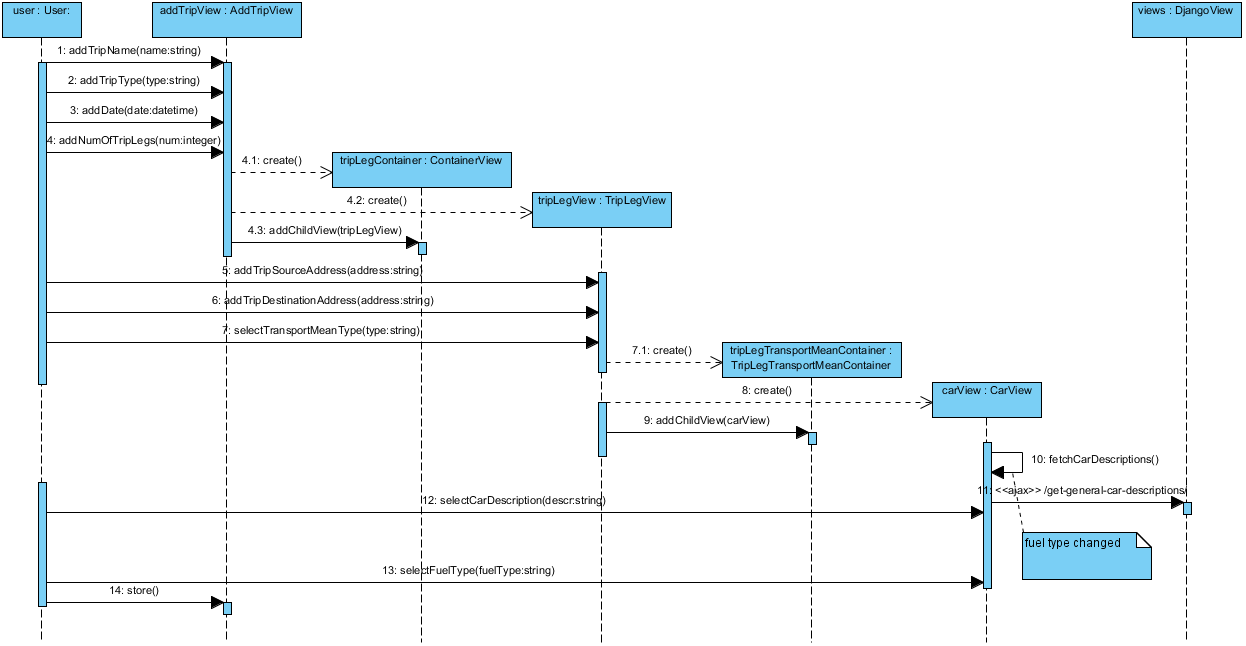 user : User:
addTripView : AddTripView
views : DjangoView
1: addTripName(name:string)
2: addTripType(type:string)
3: addDate(date:datetime)
4: addNumOfTripLegs(num:integer)
4.1: create()
tripLegContainer : ContainerView
4.2: create()
tripLegView : TripLegView
4.3: addChildView(tripLegView)
5: addTripSourceAddress(address:string)
6: addTripDestinationAddress(address:string)
7: selectTransportMeanType(type:string)
7.1: create()
tripLegTransportMeanContainer :
TripLegTransportMeanContainer
8: create()
carView : CarView
9: addChildView(carView)
10: fetchCarDescriptions()
11: <<ajax>> /get-general-car-descriptions/
12: selectCarDescription(descr:string)
fuel type changed
13: selectFuelType(fuelType:string)
14: store()